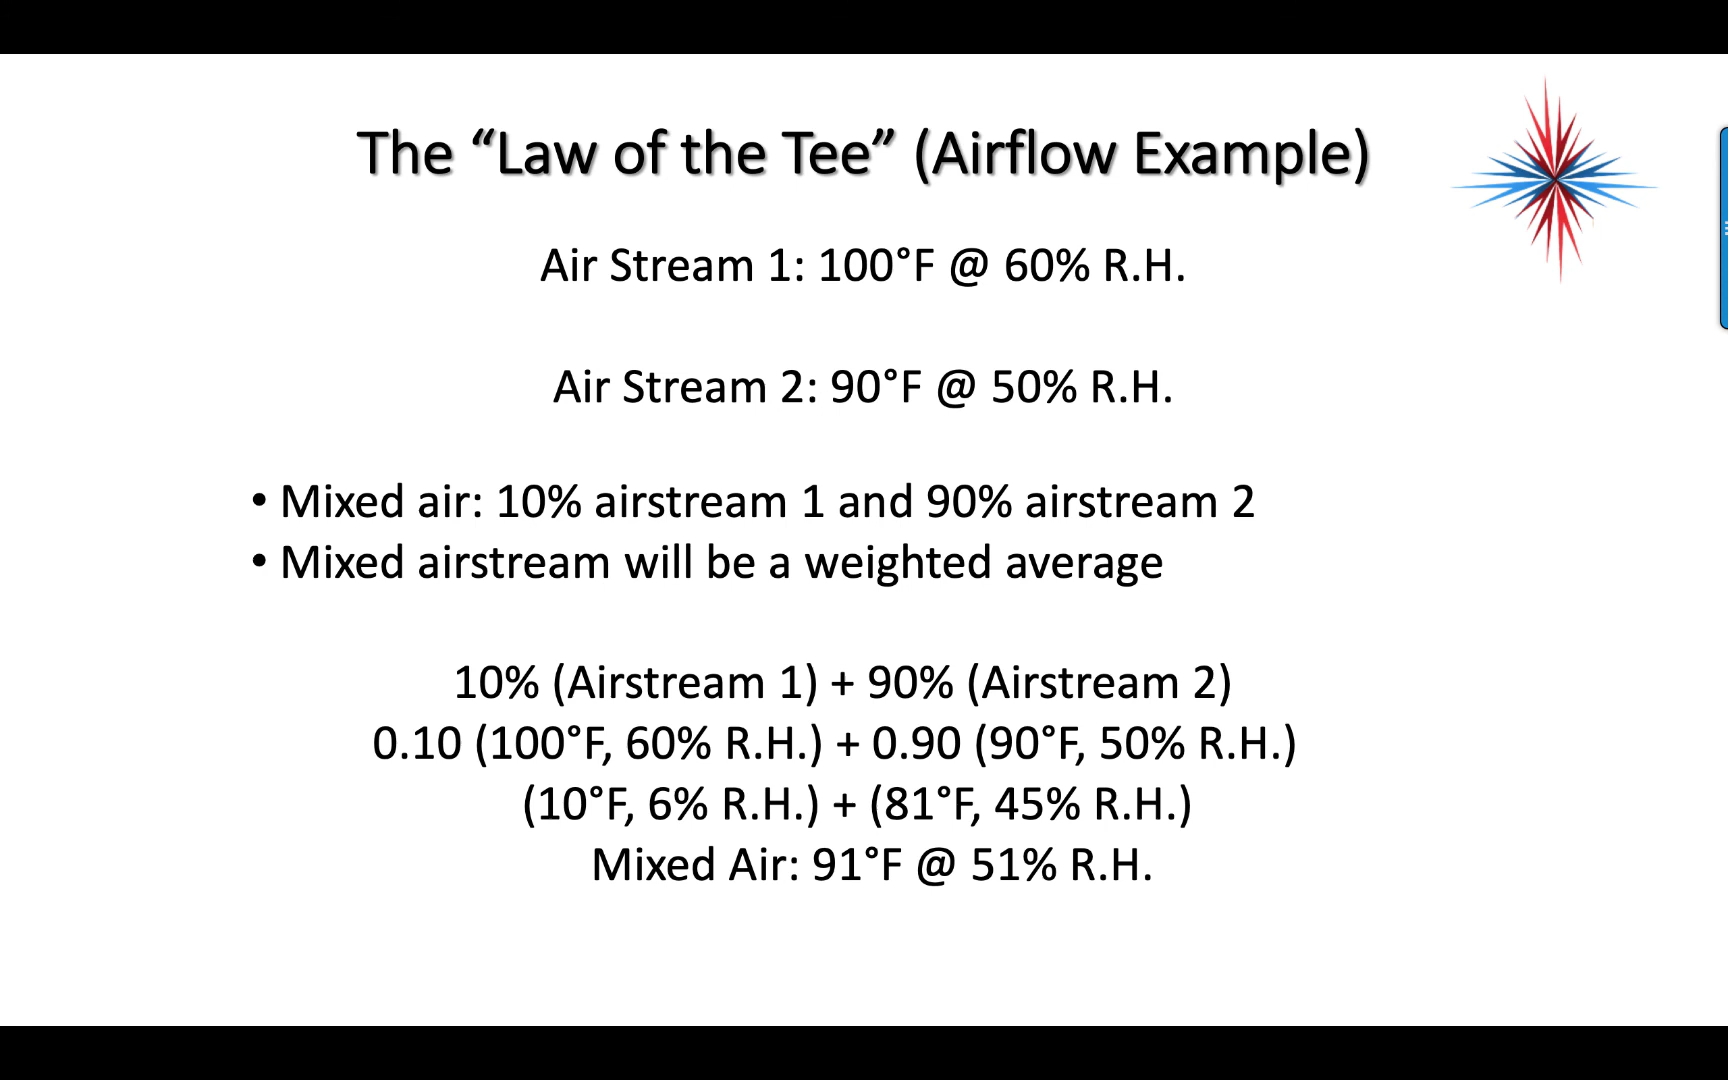 The “Law of the Tee” (Airflow Example)
Air Stream 1: 100°F @ 60% R.H.
Air Stream 2: 90°F @ 50% R.H.
• Mixed air: 10% airstream 1 and 90% airstream 2
• Mixed airstream will be a weighted average
10% (Airstream 1) + 90% (Airstream 2)
0.10 (100°F, 60% R.H.) + 0.90 (90°F, 50% R.H.)
(10°F, 6% R.H.) + (81°F, 45% R.H.)
Mixed Air: 91°F @ 51% R.H.